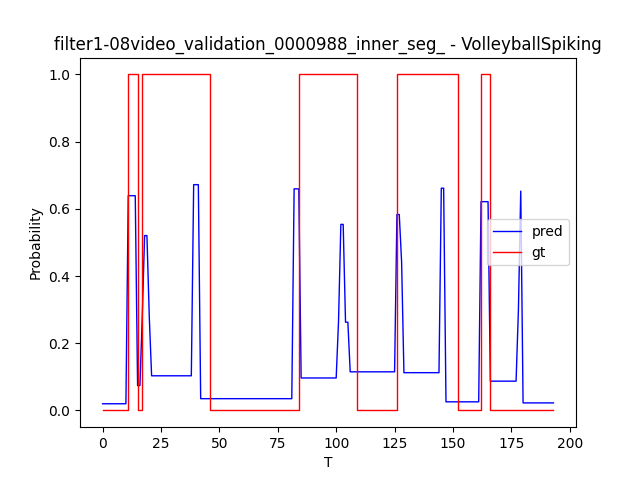 filter1-08video_validation_0000988_inner_seg_ - VolleyballSpiking
1.0
0.8
0.6
0.4
0.2
0.0
Probability
pred
gt
0 25 50 75 100 125 150 175 200
T